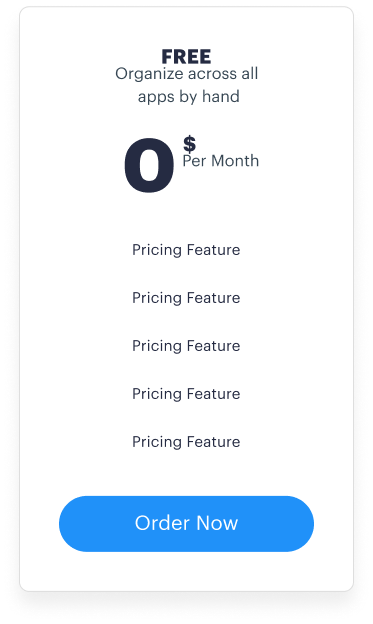 FREE
Organize across all
apps by hand
0
$
Per Month
Pricing Feature
Pricing Feature
Pricing Feature
Pricing Feature
Pricing Feature
Order Now